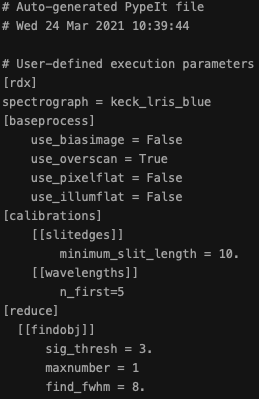 # Auto-generated PypeIt file
# Wed 24 Mar 2021 10:39:44

# User-defined execution parameters
[rdx]
spectrograph = keck_lris_blue
[baseprocess]
    use_biasimage = False
    use_overscan = True
    use_pixelflat = False
    use_illumflat = False
[calibrations]
    [[slitedges]]
        minimum_slit_length = 10.
    [[wavelengths]]
        n_first=5
[reduce]
  [[findobj]]
      sig_thresh = 3.
      maxnumber = 1
      find_fwhm = 8.